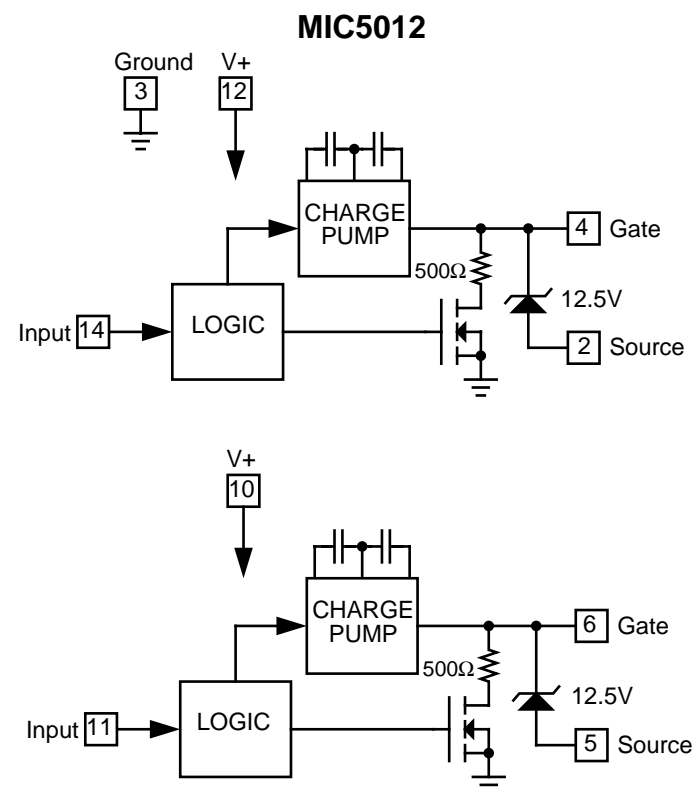 MIC5012
Ground V+
3 12
CHARGE
PUMP
4 Gate
500Ω
12.5V
Input 14 LOGIC
2 Source
V+
10
CHARGE
PUMP
6 Gate
500Ω
12.5V
Input 11 LOGIC
5 Source